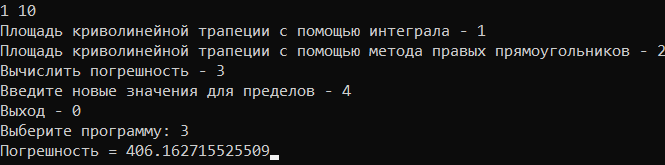 1 10
Площадь криволинейной трапеции с помощью интеграла - 1
Площадь криволинейной трапеции с помощью метода правых прямоугольников - 2
Вычислить погрешность - 3
Введите новые значения для пределов - 4
Выход - 0
Выберите программу: 3
Погрешность = 406.162715525509